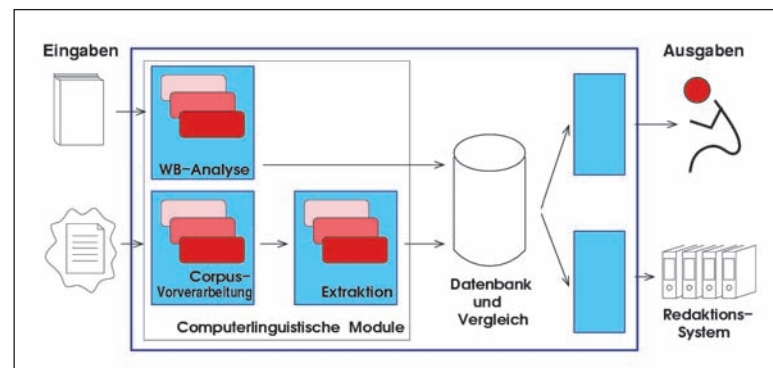 Eingaben
Ausgaben
WB-Analyse
Corpus-
Vorverarbeitung
Extraktion
Computerlinguistische Module
Datenbank
und
Vergleich
Redaktions-
System